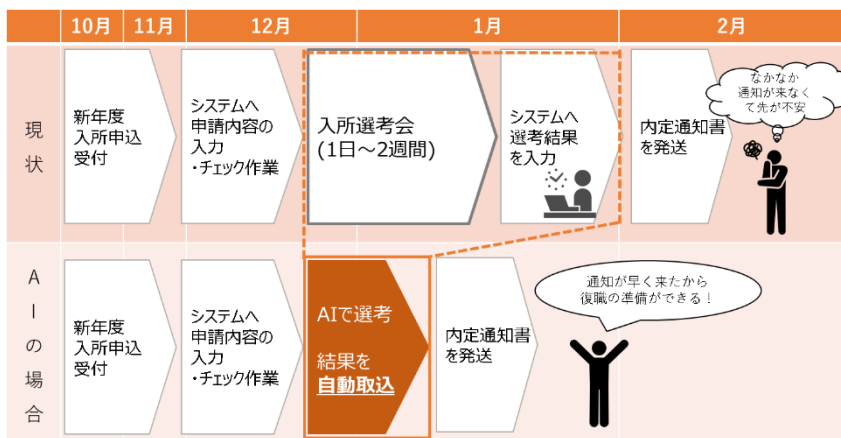 10月 11月 12月 1月 2月
現状
新年度
入所申込
受付
システムへ
申請内容の
入力
・チェック作業
入所選考会
(1日～2週間)
システムへ
選考結果
を入力
内定通知書
を発送
なかなか
通知が来なく
て先が不安
AIの場合
新年度
入所申込
受付
システムへ
申請内容の
入力
・チェック作業
AIで選考
結果を
自動取込
内定通知書
を発送
通知が早く来たから
復職の準備ができる！